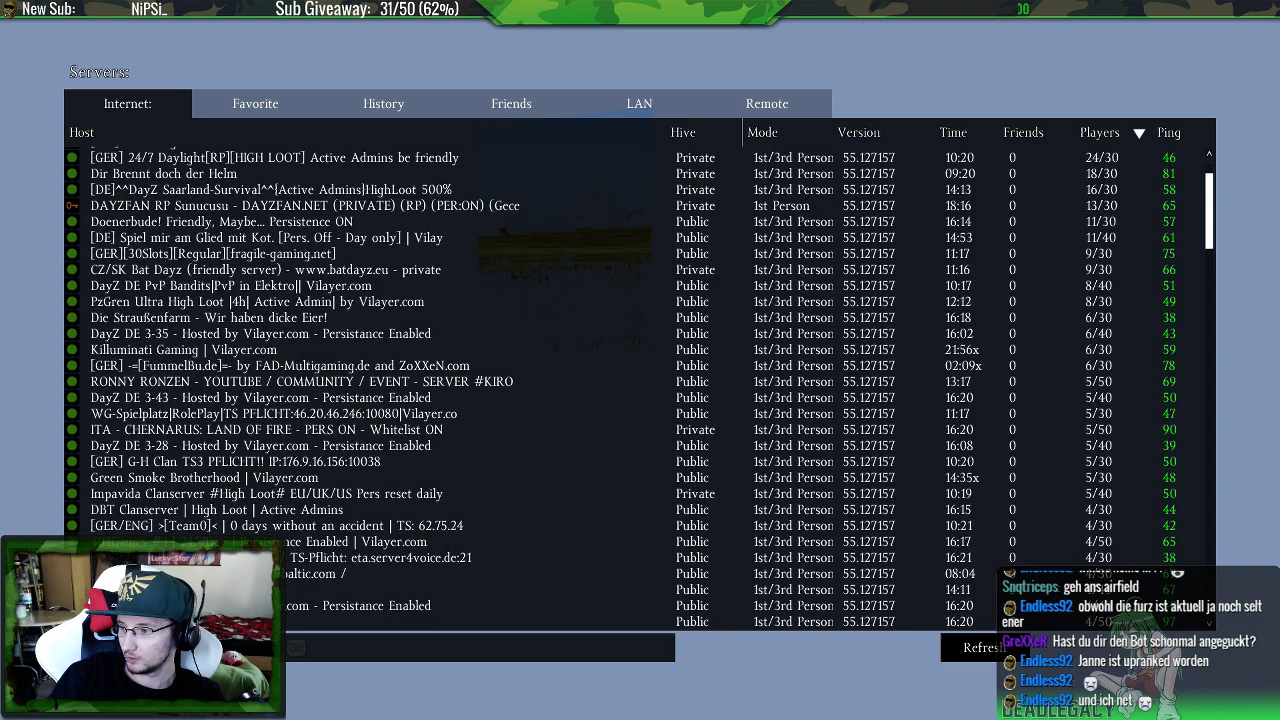 New Sub: NiPSi_ Sub Giveaway: 31/50 (62%) 00
Servers:
Internet: Favorite History Friends LAN Remote
Host Hive Mode Version Time Friends Players Ping
[GER] 24/7 Daylight[RP][HIGH LOOT] Active Admins be friendly Private 1st/3rd Person 55.127157 10:20 0 24/30 46
Dir Brennt doch der Helm Private 1st/3rd Person 55.127157 09:20 0 18/30 81
[DE]^^DayZ Saarland-Survival^^{Active Admins}HighLoot 500% Private 1st/3rd Person 55.127157 14:13 0 16/30 58
DAYZFAN RP Sunucusu - DAYZFAN.NET (PRIVATE) (RP) (PER:ON) (Gece Private 1st Person 55.127157 18:16 0 13/30 65
Doenerbude! Friendly, Maybe... Persistence ON Public 1st/3rd Person 55.127157 16:14 0 11/30 57
[DE] Spiel mir am Glied mit Kot. [Pers. Off - Day only] | Vilay Public 1st/3rd Person 55.127157 14:53 0 11/40 61
[GER][30Slots][Regular][fragile-gaming.net] Public 1st/3rd Person 55.127157 11:17 0 9/30 75
CZ/SK Bat Dayz (friendly server) - www.batdayz.eu - private Private 1st/3rd Person 55.127157 11:16 0 9/30 66
DayZ DE PvP Bandits|PvP in Elektro|| Vilayer.com Public 1st/3rd Person 55.127157 10:17 0 8/40 51
PzGren Ultra High Loot |4h| Active Admin| by Vilayer.com Public 1st/3rd Person 55.127157 12:12 0 8/30 49
Die Straußenfarm - Wir haben dicke Eier! Public 1st/3rd Person 55.127157 16:18 0 6/30 38
DayZ DE 3-35 - Hosted by Vilayer.com - Persistance Enabled Public 1st/3rd Person 55.127157 16:02 0 6/40 43
Killuminati Gaming | Vilayer.com Public 1st/3rd Person 55.127157 21:56x 0 6/30 59
[GER] -=[FummelBu.de]=- by FAD-Multigaming.de and ZoXXeN.com Public 1st/3rd Person 55.127157 02:09x 0 6/30 78
RONNY RONZEN - YOUTUBE / COMMUNITY / EVENT - SERVER #KIRO Public 1st/3rd Person 55.127157 13:17 0 5/50 69
DayZ DE 3-43 - Hosted by Vilayer.com - Persistance Enabled Public 1st/3rd Person 55.127157 16:20 0 5/40 50
WG-Spielplatz|RolePlay|TS PFLICHT:46.20.46.246:10080|Vilayer.co Public 1st/3rd Person 55.127157 11:17 0 5/30 47
ITA - CHERNARUS: LAND OF FIRE - PERS ON - Whitelist ON Private 1st/3rd Person 55.127157 16:20 0 5/30 90
DayZ DE 3-28 - Hosted by Vilayer.com - Persistance Enabled Public 1st/3rd Person 55.127157 16:08 0 5/40 39
[GER] G-H Clan TS3 PFLICHT!! IP:176.9.16.156:10038 Public 1st/3rd Person 55.127157 10:20 0 5/30 50
Green Smoke Brotherhood | Vilayer.com Public 1st/3rd Person 55.127157 14:35x 0 5/30 48
Impavida Clanserver #High Loot# EU/UK/US Pers reset daily Private 1st/3rd Person 55.127157 10:19 0 5/40 50
DBT Clanserver | High Loot | Active Admins Public 1st/3rd Person 55.127157 16:15 0 4/40 44
[GER/ENG] >[Team0]< | 0 days without an accident | TS: 62.75.24 Public 1st/3rd Person 55.127157 10:21 0 4/30 42
Enabled | Vilayer.com Public 1st/3rd Person 55.127157 16:17 0 4/50 65
TS-Pflicht: eta.server4voice.de:21 Public 1st/3rd Person 55.127157 16:21 0 4/30 38
/ Public 1st/3rd Person 55.127157 08:04
Public 1st/3rd Person 55.127157 14:11
.com - Persistence Enabled Public 1st/3rd Person 55.127157 16:20
Public 1st/3rd Person 55.127157 16:20 0 4/50 97
Refresh
Snqtriceps: geh ans airfield
Endless92: obwohl die furz ist aktuell ja noch selt
ener
GreXXeR: Hast du dir den Bot schonmal angeguckt?
Endless92: Janne ist upranked worden
Endless92:
Endless92: und ich net
DEADLEGACY